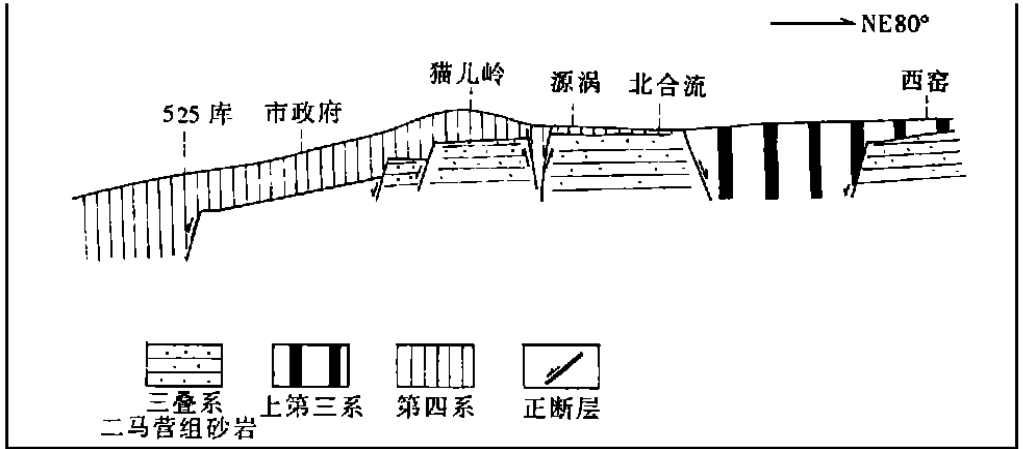 NE80°
猫儿岭
源涡
北合流
西窑
525 库
市政府
三叠系
二马营组砂岩
上第三系
第四系
正断层